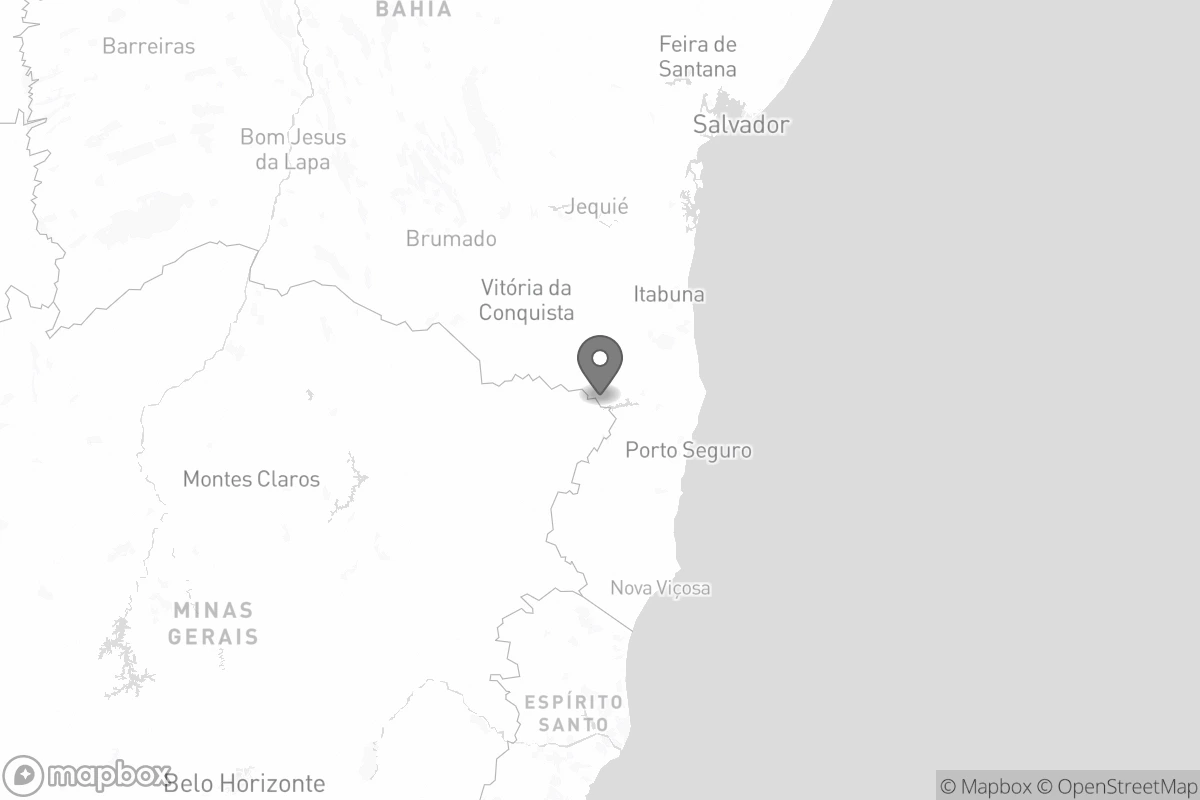 BAHIA
Barreiras
Feira de
Santana
Salvador
Bom Jesus
da Lapa
Jequié
Brumado
Vitória da
Conquista
Itabuna
Porto Seguro
Montes Claros
Nova Viçosa
MINAS
GERAIS
ESPÍRITO
SANTO
Belo Horizonte
mapbox
© Mapbox © OpenStreetMap